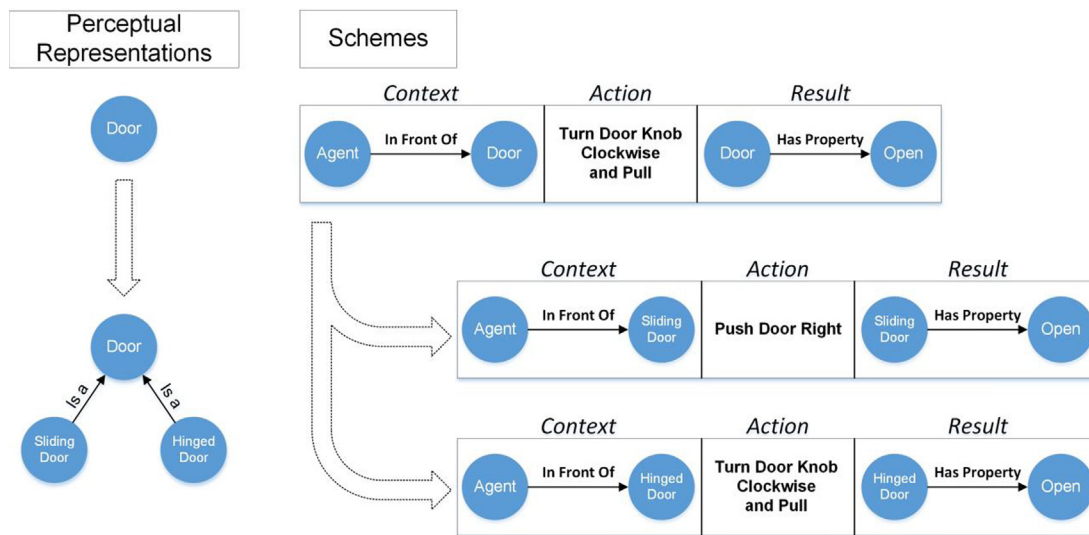 Perceptual
Representations
Schemes
Door
Door
Is a
Is a
Sliding
Door
Hinged
Door
Context
Action
Result
Agent
In Front Of
Door
Turn Door Knob
Clockwise
and Pull
Door
Has Property
Open
Context
Action
Result
Agent
In Front Of
Sliding
Door
Push Door Right
Sliding
Door
Has Property
Open
Context
Action
Result
Agent
In Front Of
Hinged
Door
Turn Door Knob
Clockwise
and Pull
Hinged
Door
Has Property
Open